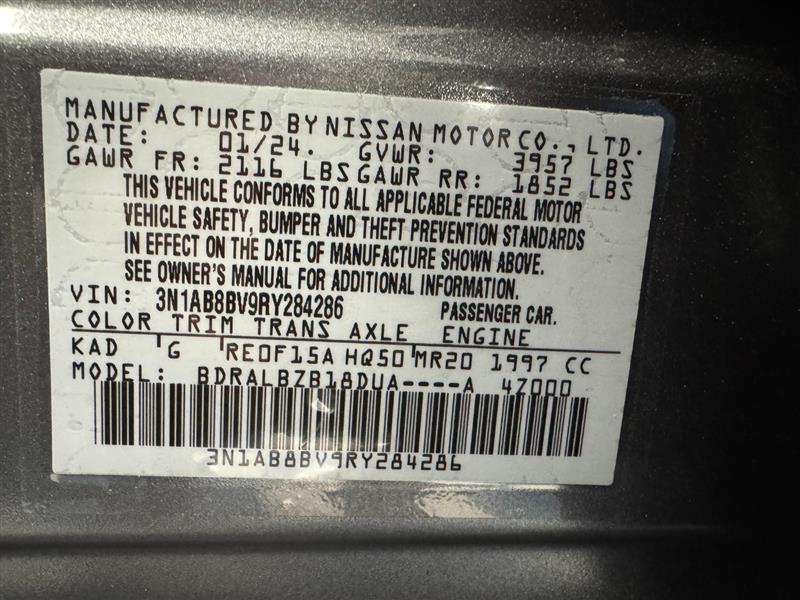 MANUFACTURED BY NISSAN MOTOR CO., LTD.
DATE: 01/24. GVWR: 3957 LBS
GAWR FR: 2116 LBS GAWR RR: 1852 LBS
THIS VEHICLE CONFORMS TO ALL APPLICABLE FEDERAL MOTOR
VEHICLE SAFETY, BUMPER AND THEFT PREVENTION STANDARDS
IN EFFECT ON THE DATE OF MANUFACTURE SHOWN ABOVE.
SEE OWNER'S MANUAL FOR ADDITIONAL INFORMATION.
VIN: 3N1AB8BV9RY284286 PASSENGER CAR.
COLOR TRIM TRANS AXLE ENGINE
KAD G RE0F15A HQ50 MR20 1997 CC
MODEL: BDRALBZB18DUA----A 4Z000
3N1AB8BV9RY284286